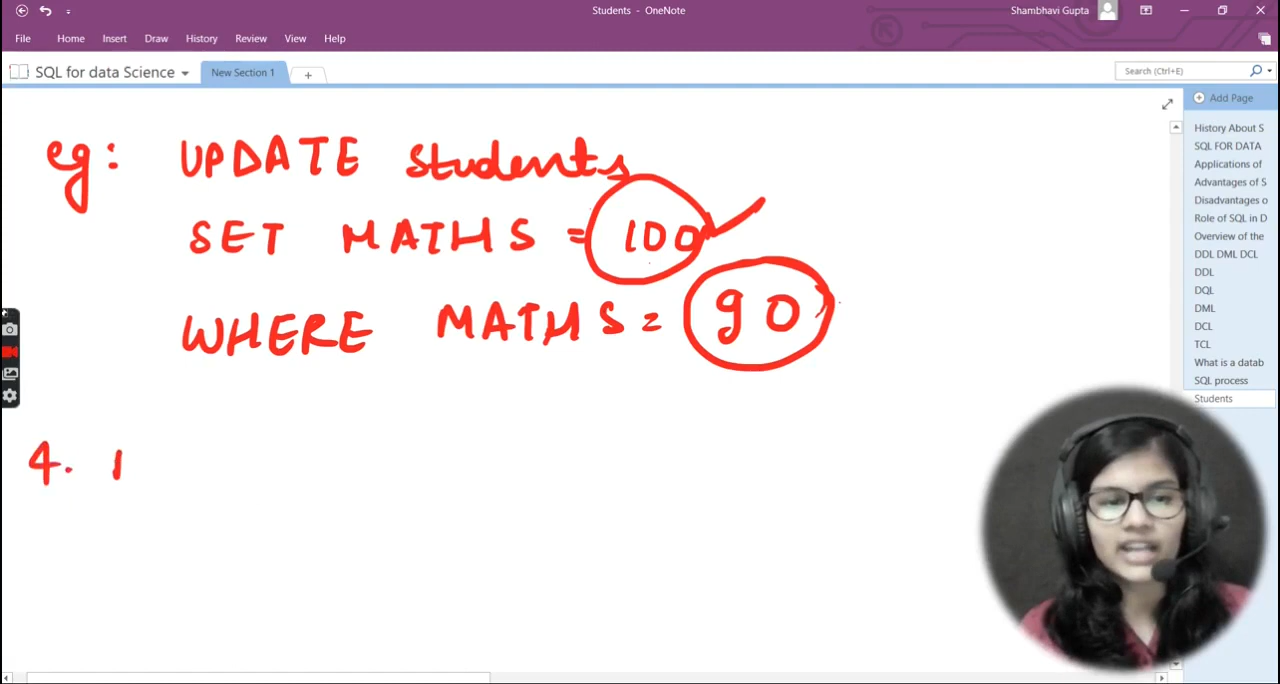 Students - OneNote
Shambhavi Gupta
File Home Insert Draw History Review View Help
SQL for data Science
New Section 1
+
Search (Ctrl+E)
Add Page
History About S
SQL FOR DATA
Applications of
Advantages of S
Disadvantages o
Role of SQL in D
Overview of the
DDL DML DCL
DDL
DQL
DML
DCL
TCL
What is a datab
SQL process
Students
eg: UPDATE students
SET MATHS = 100
WHERE MATHS = 90
4.